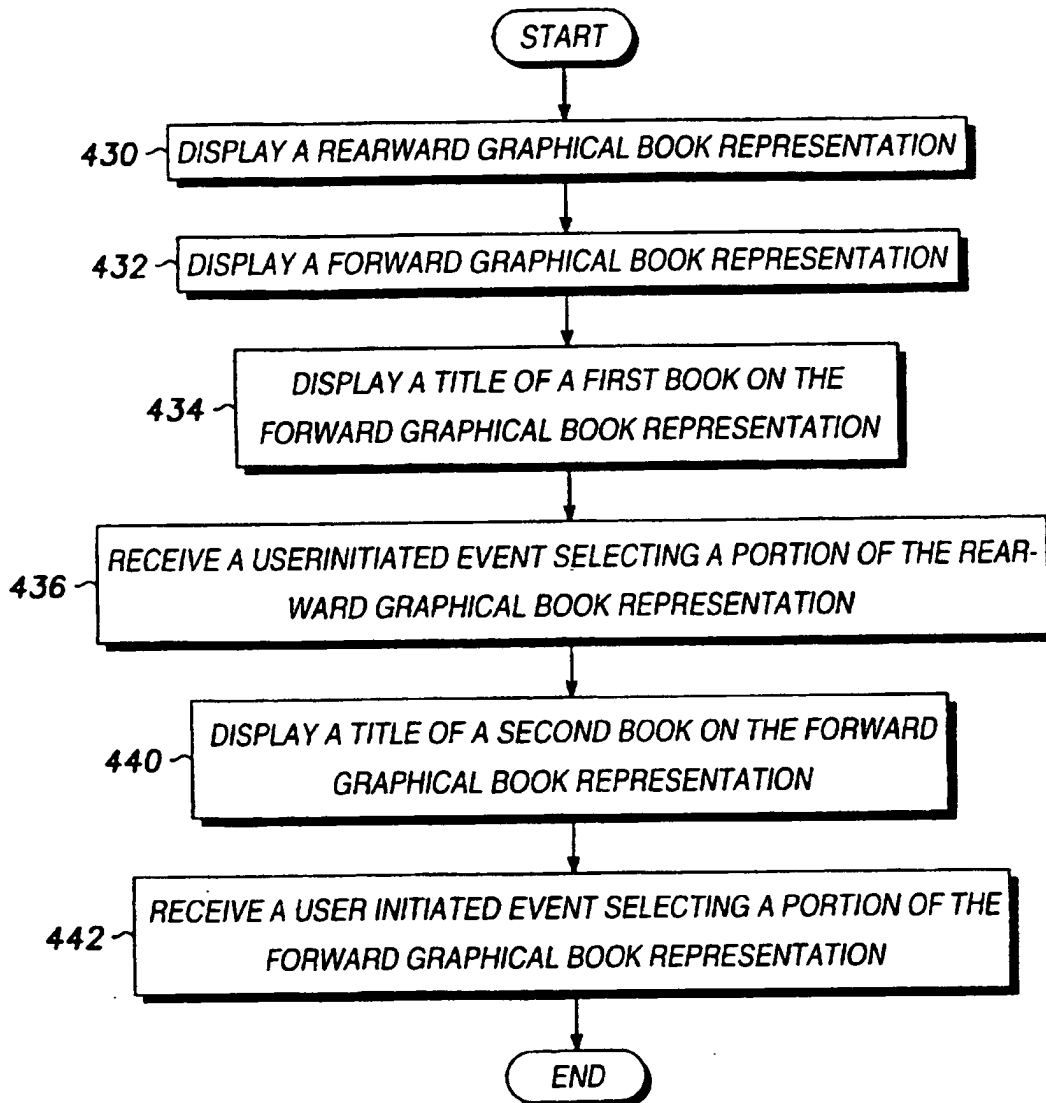 START
430 DISPLAY A REARWARD GRAPHICAL BOOK REPRESENTATION
432 DISPLAY A FORWARD GRAPHICAL BOOK REPRESENTATION
DISPLAY A TITLE OF A FIRST BOOK ON THE
434
FORWARD GRAPHICAL BOOK REPRESENTATION
RECEIVE A USERINITIATED EVENT SELECTING A PORTION OF THE REAR-
436
WARD GRAPHICAL BOOK REPRESENTATION
DISPLAY A TITLE OF A SECOND BOOK ON THE FORWARD
440
GRAPHICAL BOOK REPRESENTATION
RECEIVE A USER INITIATED EVENT SELECTING A PORTION OF THE
442
FORWARD GRAPHICAL BOOK REPRESENTATION
END